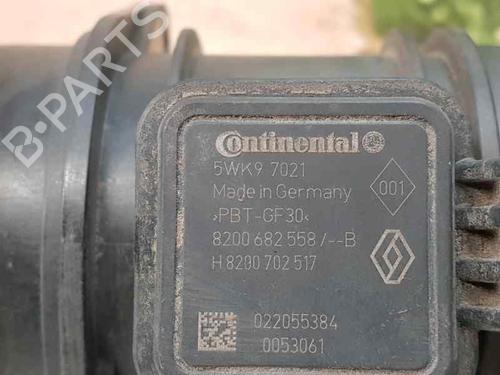 B-PARTS
Continental
5WK9 7021
Made in Germany
001
>PBT-GF30<
8200 682 558 /--B
H 8200 702 517
022055384
0053061